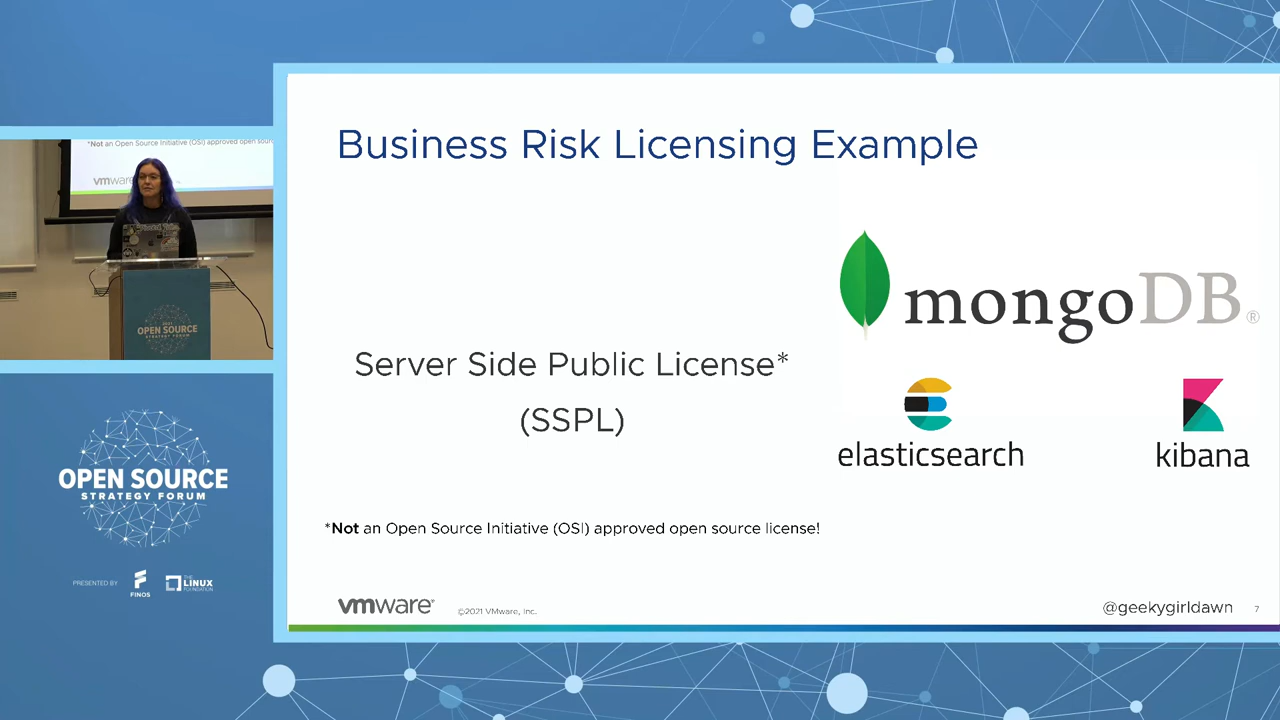 *Not an Open Source Initiative (OSI) approved open sour
vmware
2021
OPEN SOURCE
STRATEGY FORUM
OPEN SOURCE
STRATEGY FORUM
PRESENTED BY
FINOS
THE
LINUX
FOUNDATION
Business Risk Licensing Example
mongoDB®
Server Side Public License*
(SSPL)
elasticsearch
kibana
*Not an Open Source Initiative (OSI) approved open source license!
vmware®
©2021 VMware, Inc.
@geekygirldawn
7